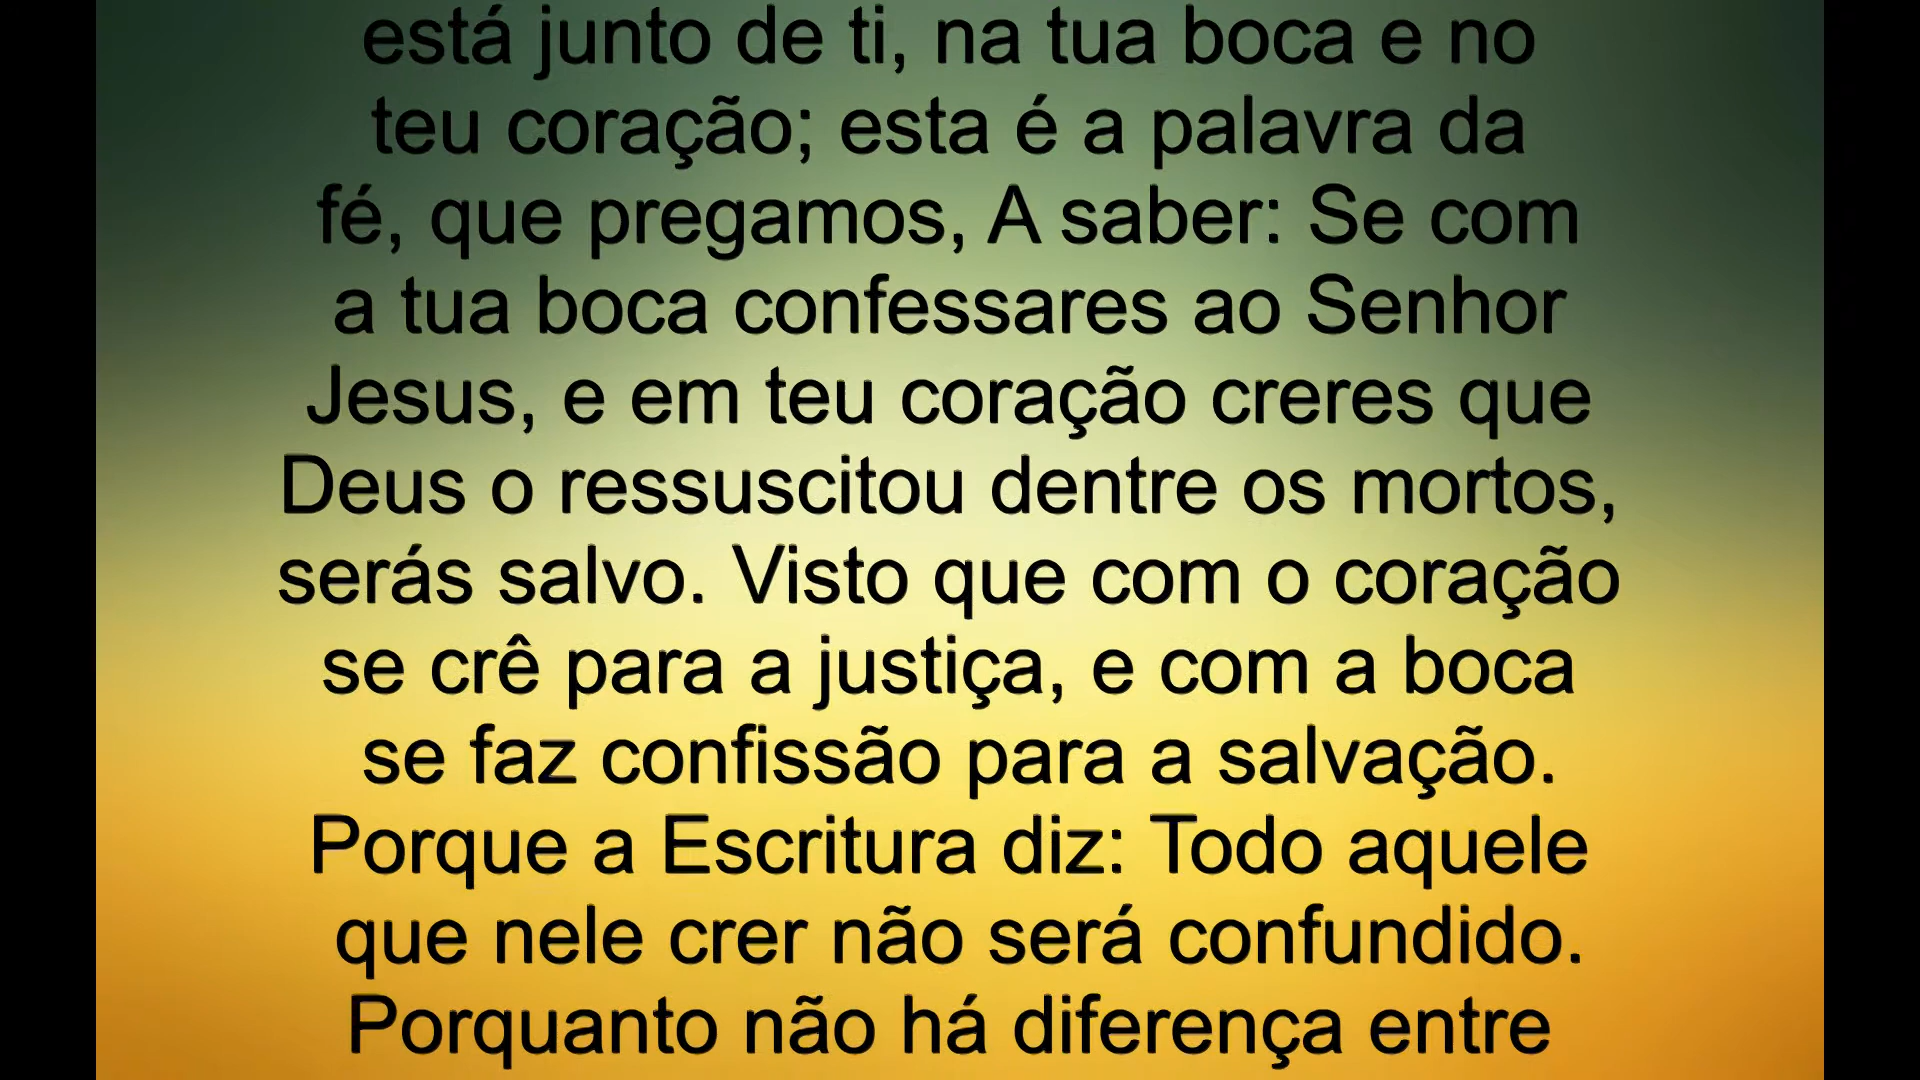 está junto de ti, na tua boca e no
teu coração; esta é a palavra da
fé, que pregamos, A saber: Se com
a tua boca confessares ao Senhor
Jesus, e em teu coração creres que
Deus o ressuscitou dentre os mortos,
serás salvo. Visto que com o coração
se crê para a justiça, e com a boca
se faz confissão para a salvação.
Porque a Escritura diz: Todo aquele
que nele crer não será confundido.
Porquanto não há diferença entre